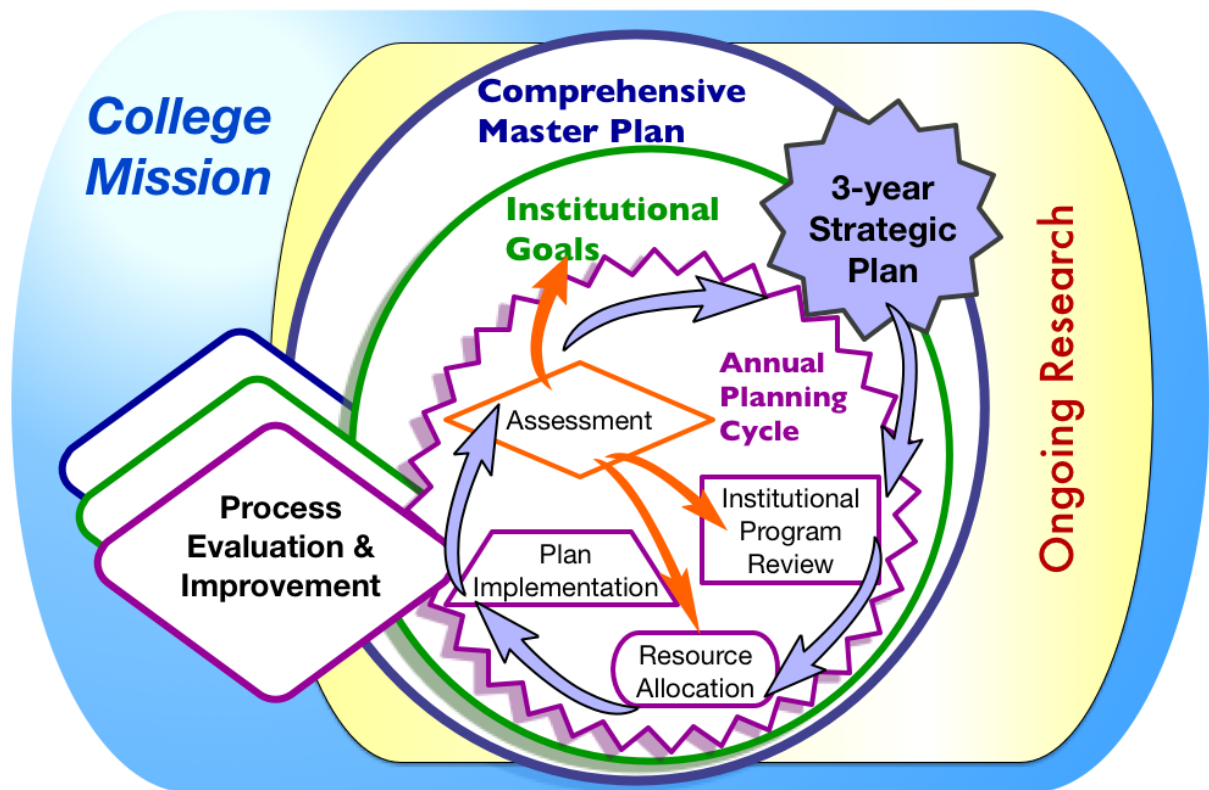 College
Mission
Comprehensive
Master Plan
3-year
Strategic
Plan
Institutional
Goals
Ongoing Research
Annual
Planning
Cycle
Assessment
Institutional
Program
Review
Process
Evaluation &
Improvement
Plan
Implementation
Resource
Allocation